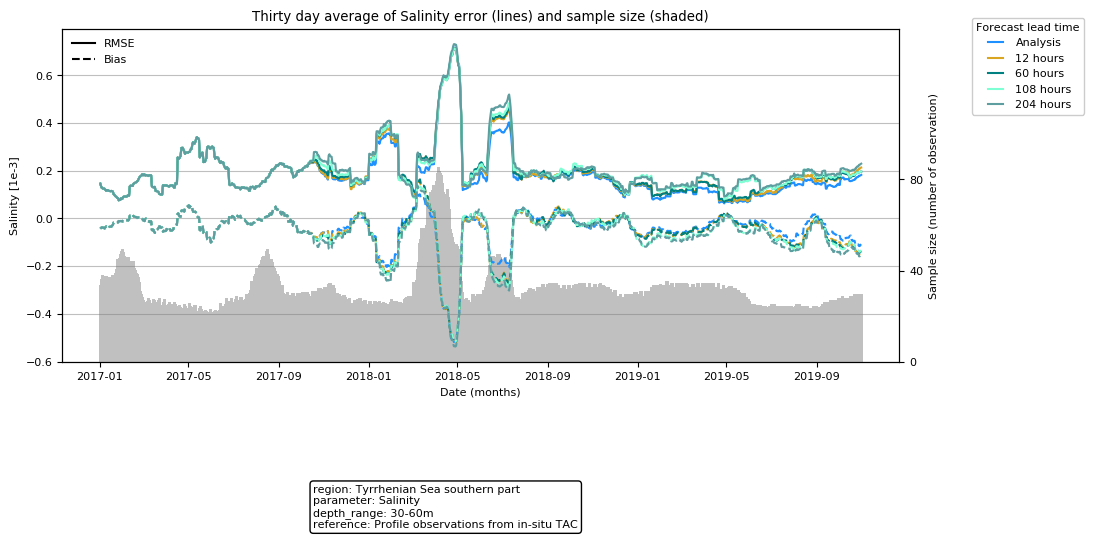 Thirty day average of Salinity error (lines) and sample size (shaded)
RMSE
Bias
Forecast lead time
Analysis
12 hours
60 hours
108 hours
204 hours
Salinity [1e-3]
0.6
0.4
0.2
0.0
−0.2
−0.4
−0.6
Sample size (number of observation)
80
40
0
2017-01
2017-05
2017-09
2018-01
2018-05
2018-09
2019-01
2019-05
2019-09
Date (months)
region: Tyrrhenian Sea southern part
parameter: Salinity
depth_range: 30-60m
reference: Profile observations from in-situ TAC